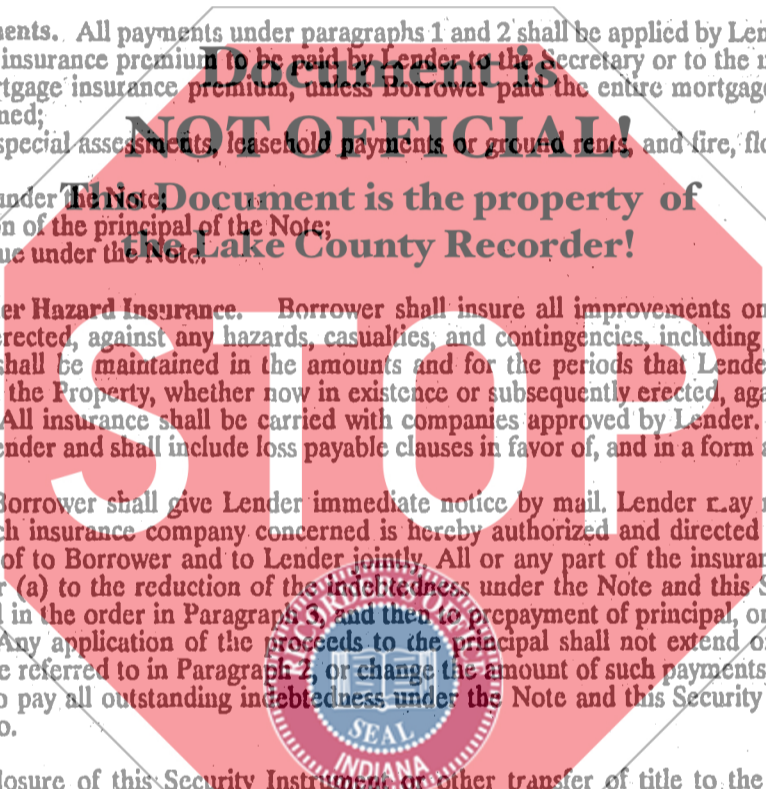 ents. All payments under paragraphs 1 and 2 shall be applied by Len
insurance premium to be paid by Lender to the Secretary or to the
tgage insurance premium, unless Borrower paid the entire mortgage
ned;
special assessments, leasehold payments or ground rents, and fire, flo
under the Note;
n of the principal of the Note;
ue under the Note.
Document is
NOT OFFICIAL!
This Document is the property of
the Lake County Recorder!
er Hazard Insurance. Borrower shall insure all improvements on
rected, against any hazards, casualties, and contingencies, including
shall be maintained in the amounts and for the periods that Lende
the Property, whether now in existence or subsequently erected, aga
All insurance shall be carried with companies approved by Lender.
ender and shall include loss payable clauses in favor of, and in a form a
STOP
Borrower shall give Lender immediate notice by mail. Lender may
ch insurance company concerned is hereby authorized and directed
of to Borrower and to Lender jointly. All or any part of the insuran
r (a) to the reduction of the indebtedness under the Note and this S
l in the order in Paragraph 3, and then to prepayment of principal, o
Any application of the proceeds to the principal shall not extend o
e referred to in Paragraph or change the amount of such payments
o pay all outstanding indebtedness under the Note and this Security
o.
SEAL
INDIANA
closure of this Security Instrument or other transfer of title to the